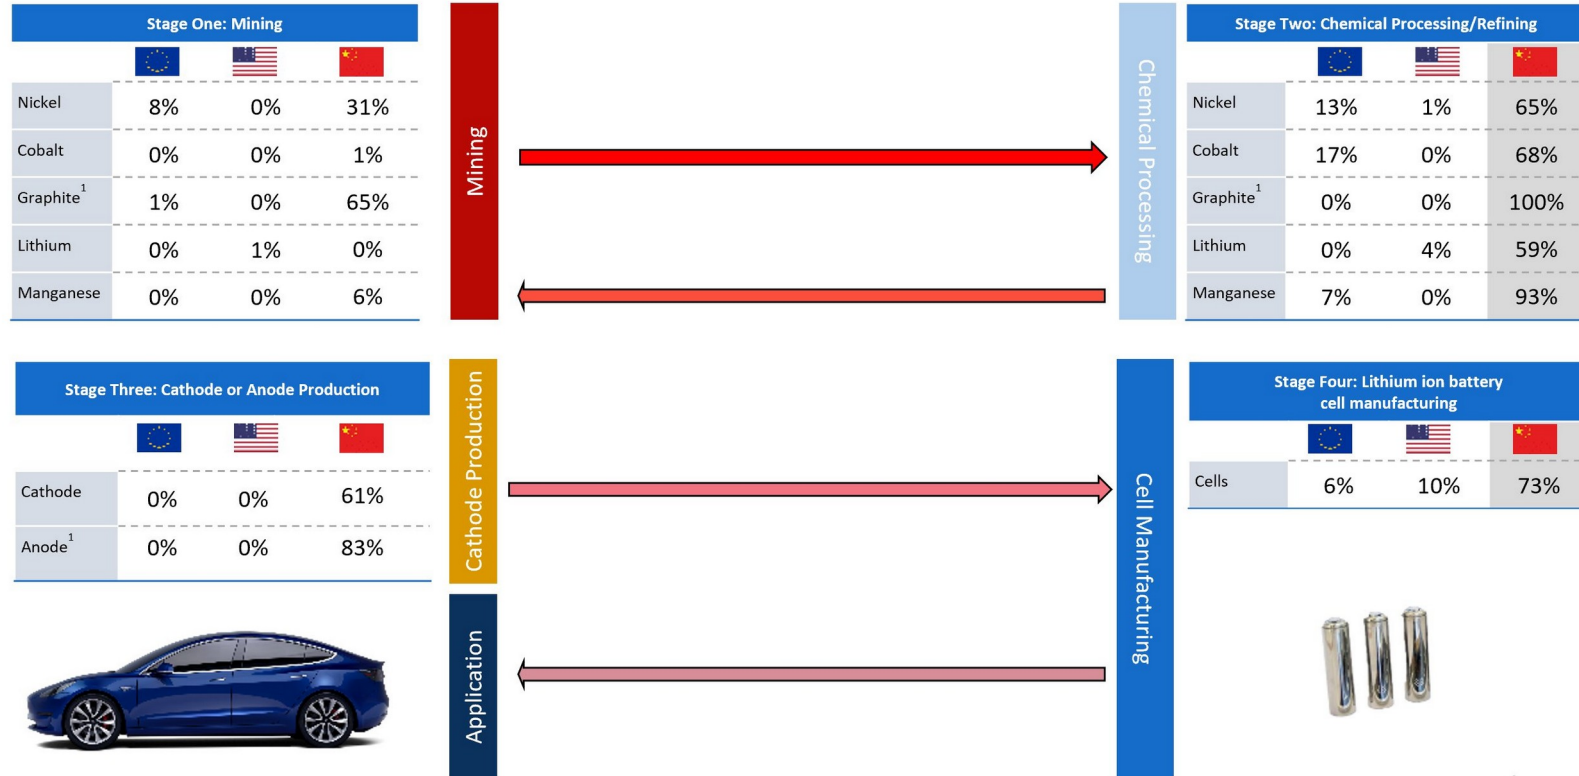 Stage One: Mining
Nickel 8% 0% 31%
Cobalt 0% 0% 1%
Graphite1 1% 0% 65%
Lithium 0% 1% 0%
Manganese 0% 0% 6%
Mining
Chemical Processing
Stage Two: Chemical Processing/Refining
Nickel 13% 1% 65%
Cobalt 17% 0% 68%
Graphite1 0% 0% 100%
Lithium 0% 4% 59%
Manganese 7% 0% 93%
Stage Three: Cathode or Anode Production
Cathode 0% 0% 61%
Anode1 0% 0% 83%
Cathode Production
Application
Cell Manufacturing
Stage Four: Lithium ion battery
cell manufacturing
Cells 6% 10% 73%